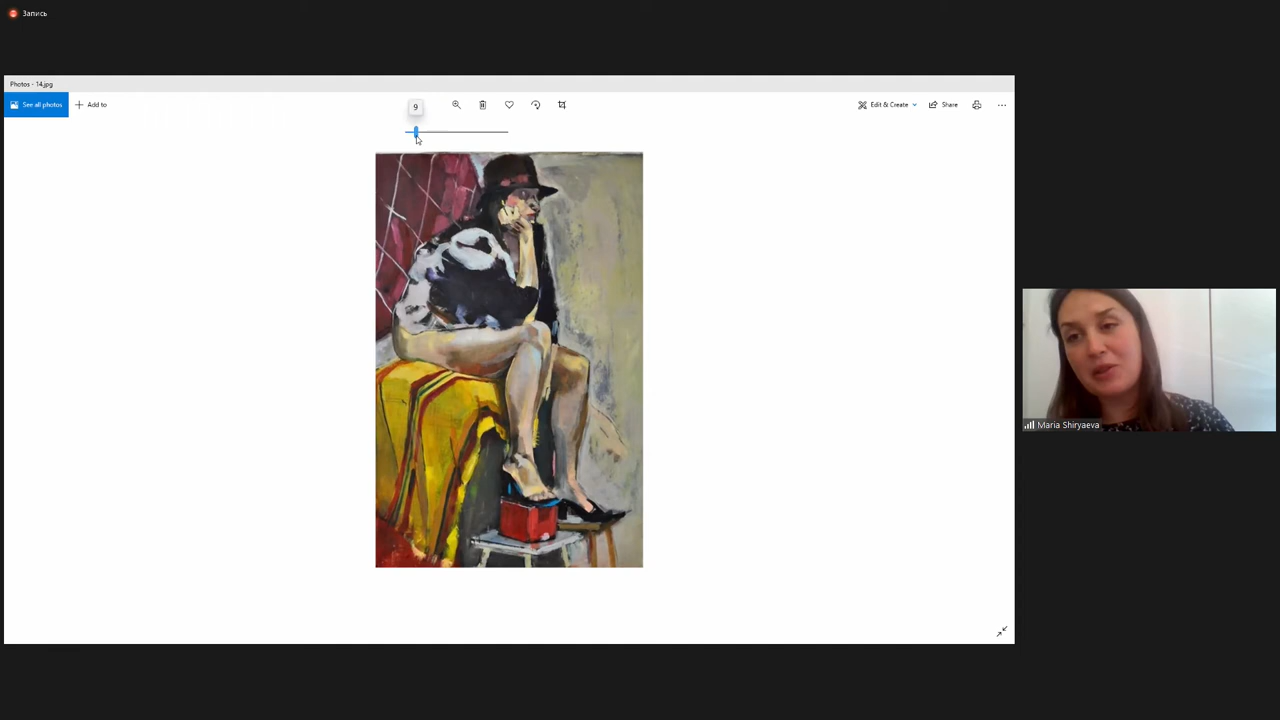 Запись
Photos - 14.jpg
See all photos
Add to
9
Edit & Create
Share
Maria Shiryaeva